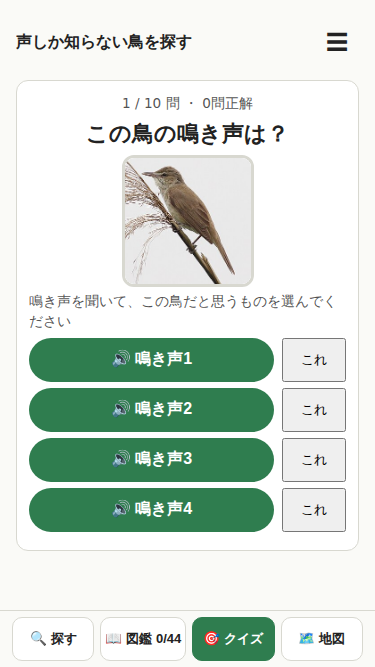 声しか知らない鳥を探す
1 / 10 問 ・ 0問正解
この鳥の鳴き声は？
鳴き声を聞いて、この鳥だと思うものを選んでく
ださい
🔊 鳴き声1 これ
🔊 鳴き声2 これ
🔊 鳴き声3 これ
🔊 鳴き声4 これ
🔍 探す 📖 図鑑 0/44 🎯 クイズ 🗺️ 地図